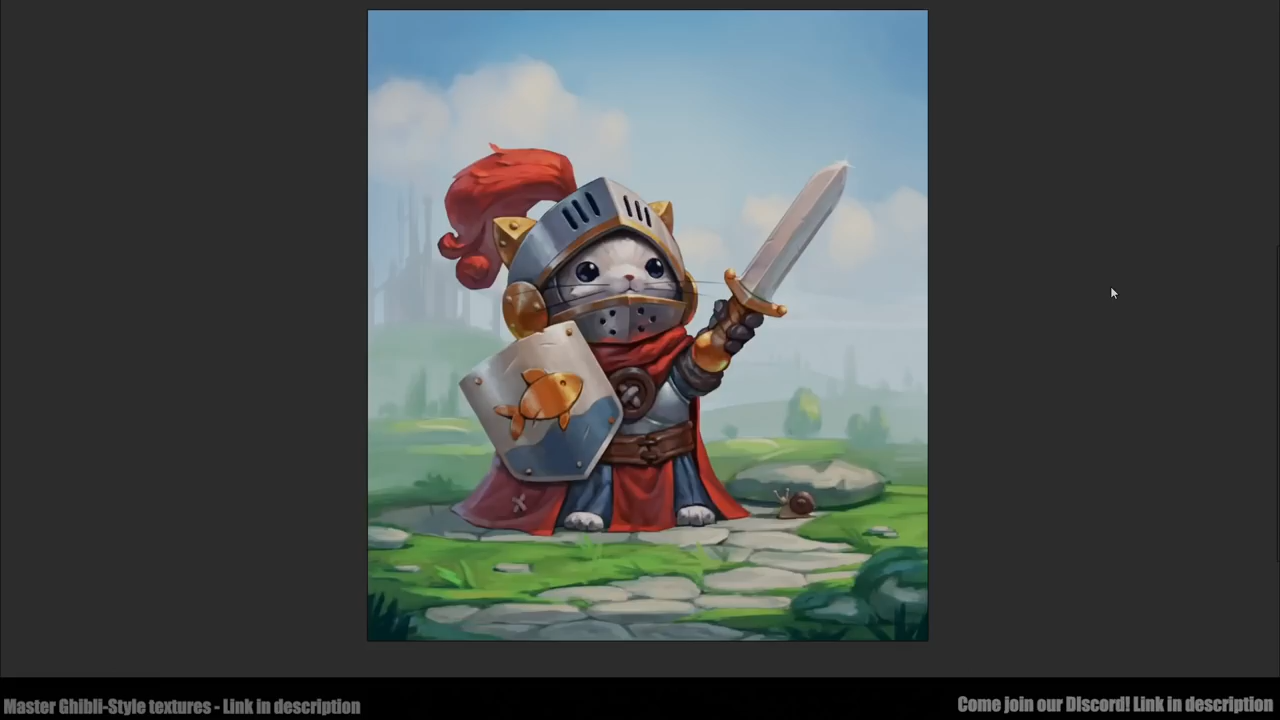 Master Ghibli-Style textures - Link in description
Come join our Discord! Link in description